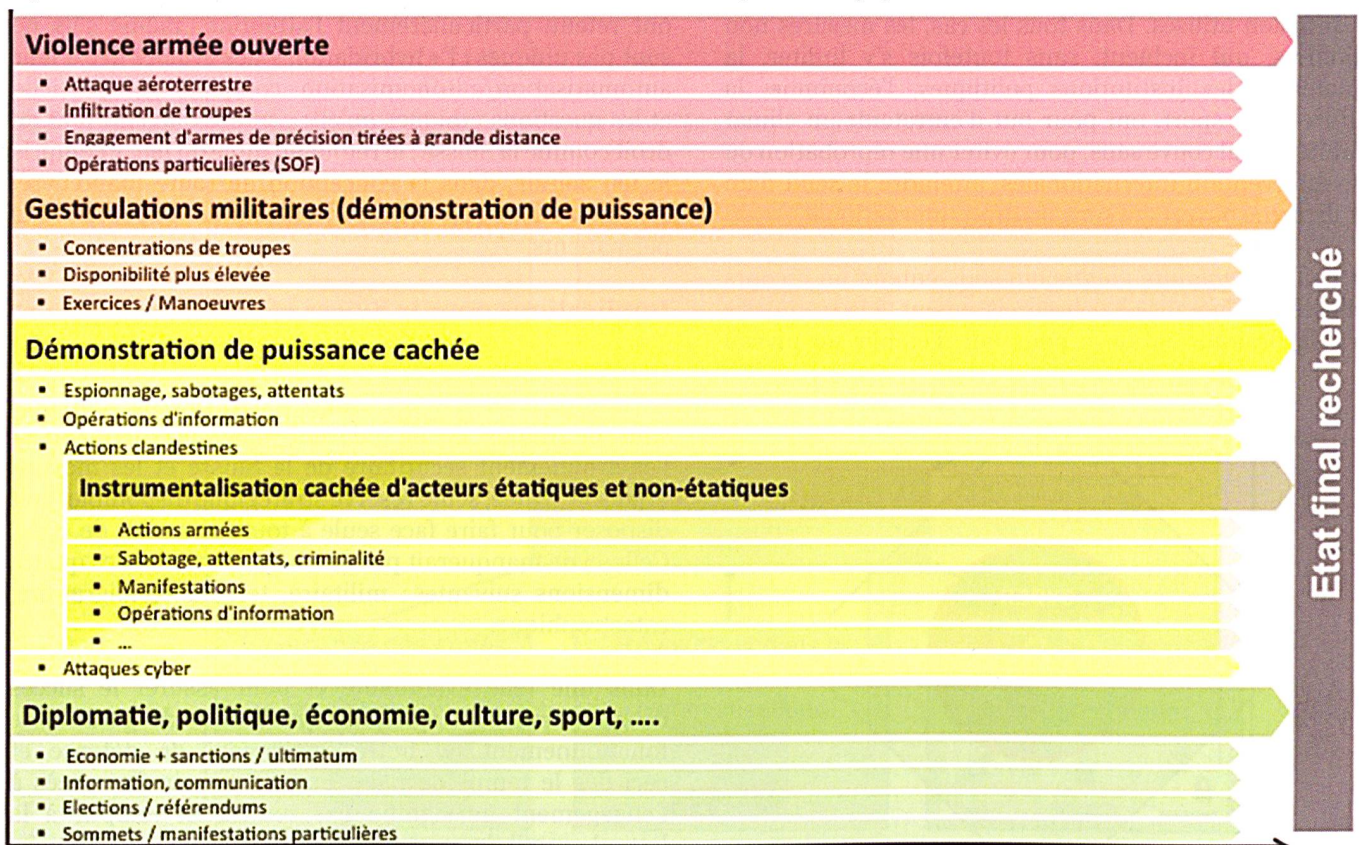 Violence armée ouverte
▪ Attaque aéroterrestre
▪ Infiltration de troupes
▪ Engagement d'armes de précision tirées à grande distance
▪ Opérations particulières (SOF)
Gesticulations militaires (démonstration de puissance)
▪ Concentrations de troupes
▪ Disponibilité plus élevée
▪ Exercices / Manoeuvres
Démonstration de puissance cachée
▪ Espionnage, sabotages, attentats
▪ Opérations d'information
▪ Actions clandestines
Instrumentalisation cachée d'acteurs étatiques et non-étatiques
▪ Actions armées
▪ Sabotage, attentats, criminalité
▪ Manifestations
▪ Opérations d'information
▪ ...
▪ Attaques cyber
Diplomatie, politique, économie, culture, sport, ....
▪ Economie + sanctions / ultimatum
▪ Information, communication
▪ Elections / référendums
▪ Sommets / manifestations particulières
Etat final recherché